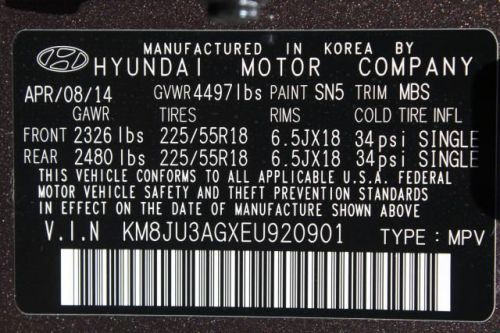 MANUFACTURED IN KOREA BY
HYUNDAI MOTOR COMPANY
APR/08/14 GVWR 4497lbs PAINT SN5 TRIM MBS
GAWR TIRES RIMS COLD TIRE INFL
FRONT 2326 lbs 225/55R18 6.5JX18 34psi SINGLE
REAR 2480 lbs 225/55R18 6.5JX18 34psi SINGLE
THIS VEHICLE CONFORMS TO ALL APPLICABLE U.S.A. FEDERAL
MOTOR VEHICLE SAFETY AND THEFT PREVENTION STANDARDS
IN EFFECT ON THE DATE OF MANUFACTURE SHOWN ABOVE.
V.I.N KM8JU3AGXEU920901 TYPE: MPV